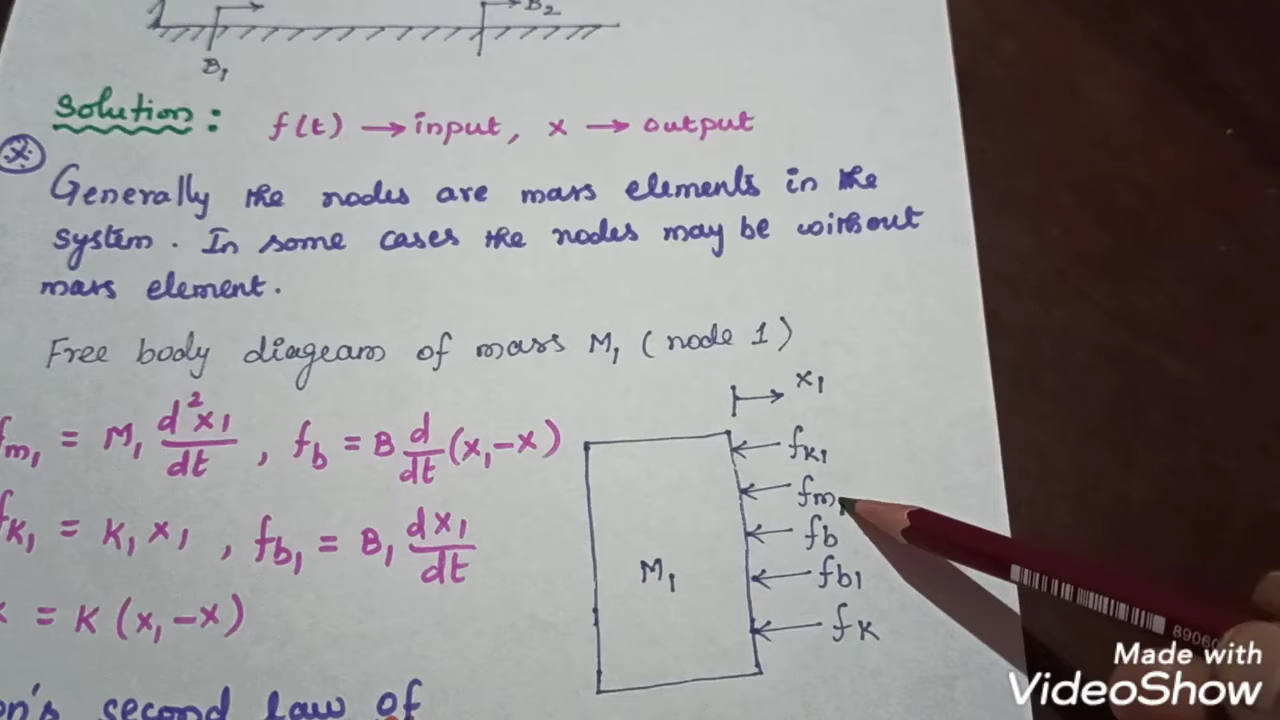 B₂
B₁
Solution: f(t) → input, x → output
* Generally the nodes are mass elements in the
system. In some cases the nodes may be without
mass element.
Free body diagram of mass M₁ (node 1)
x₁
fm₁ = M₁ d²x₁/dt, fb = B d/dt (x₁-x)
fk₁ = K₁x₁, fb₁ = B₁ dx₁/dt
= K(x₁-x)
M₁
fk₁
fm₁
fb
fb₁
fk
second law of
8906
Made with
VideoShow